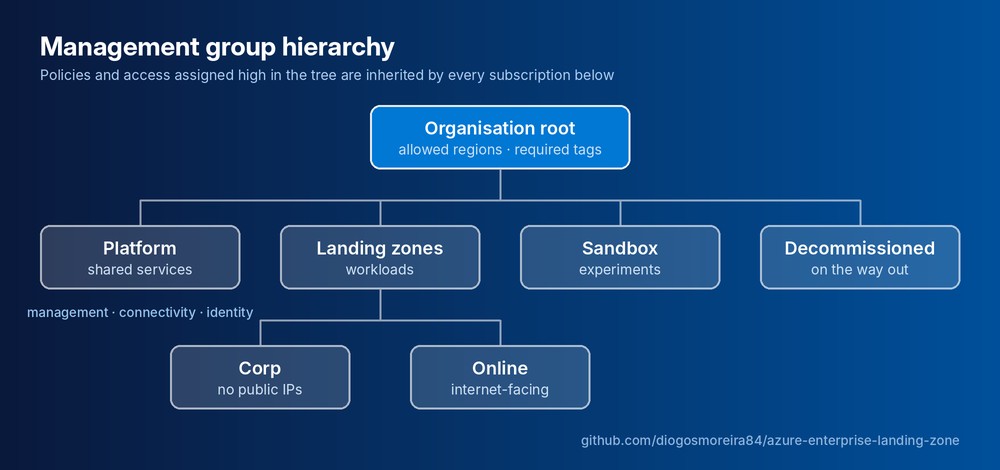 Management group hierarchy
Policies and access assigned high in the tree are inherited by every subscription below
Organisation root
allowed regions · required tags
Platform
shared services
Landing zones
workloads
Sandbox
experiments
Decommissioned
on the way out
management · connectivity · identity
Corp
no public IPs
Online
internet-facing
github.com/diogosmoreira84/azure-enterprise-landing-zone